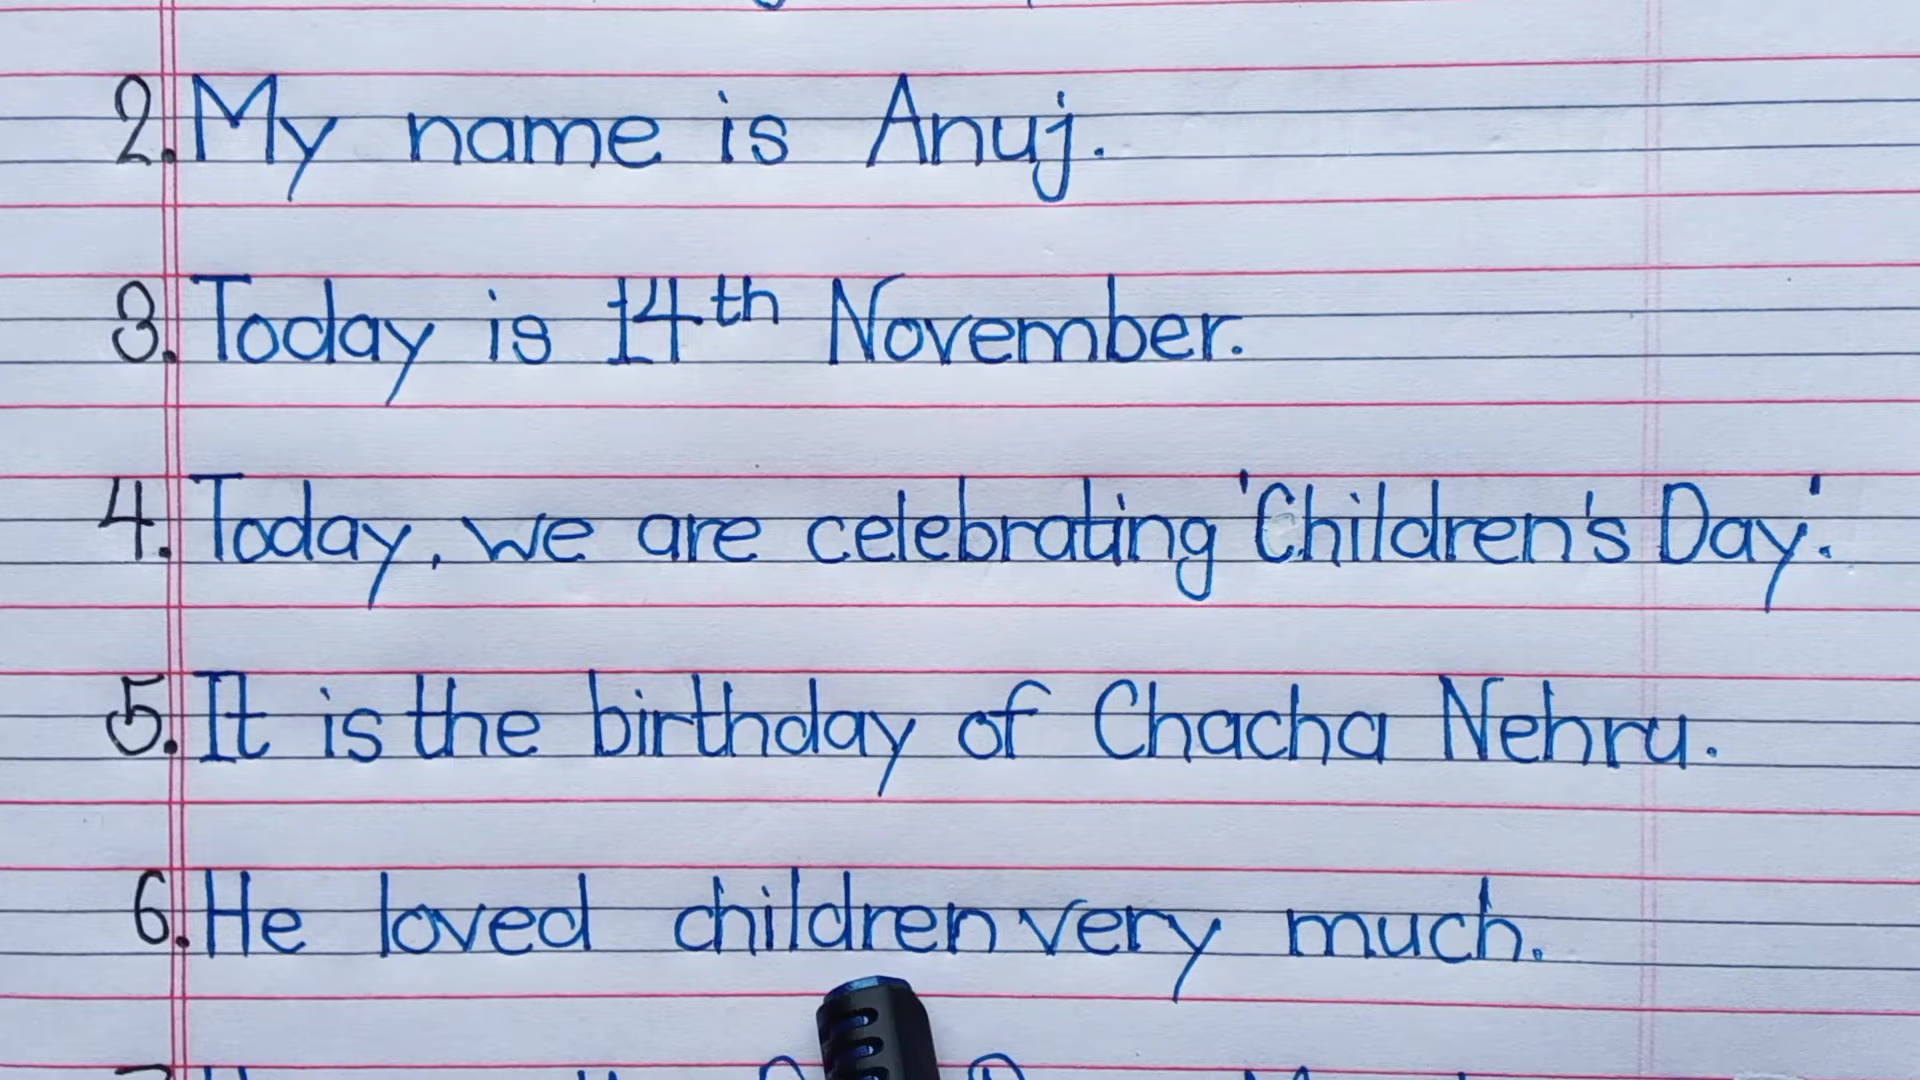 2. My name is Anuj.
3. Today is 14th November.
4. Today, we are celebrating 'Children's Day'.
5. It is the birthday of Chacha Nehru.
6. He loved children very much.